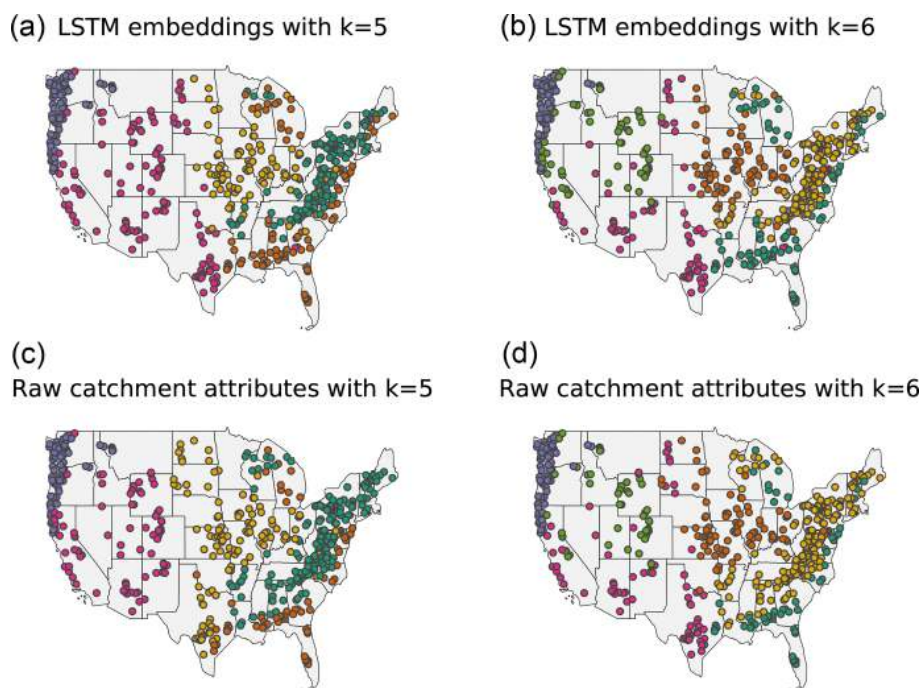 (a) LSTM embeddings with k=5
(b) LSTM embeddings with k=6
(c)
Raw catchment attributes with k=5
(d)
Raw catchment attributes with k=6